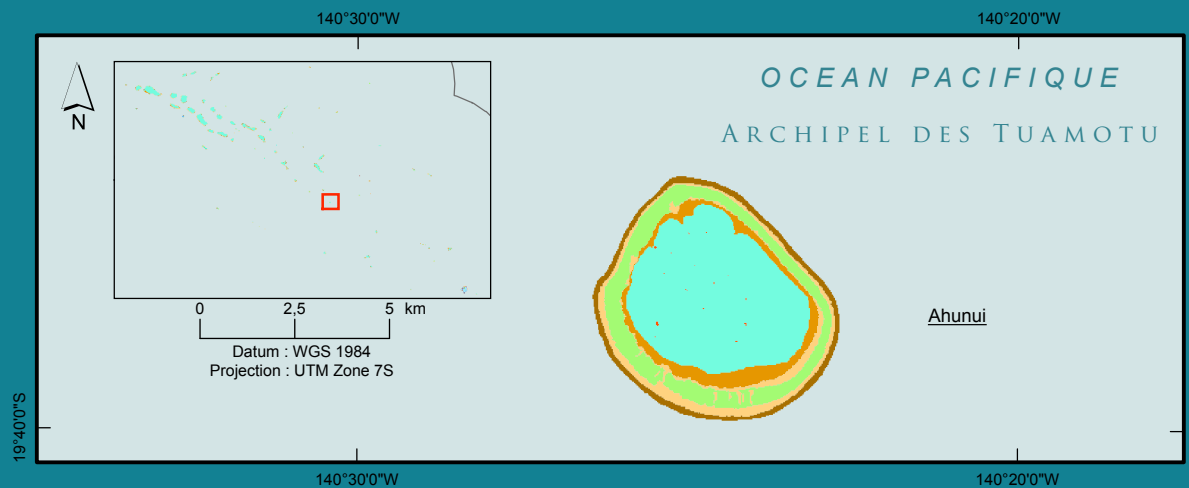 140°30'0"W
140°20'0"W
OCEAN PACIFIQUE
ARCHIPEL DES TUAMOTU
N
0 2,5 5 km
Datum : WGS 1984
Projection : UTM Zone 7S
Ahunui
19°40'0"S
140°30'0"W
140°20'0"W